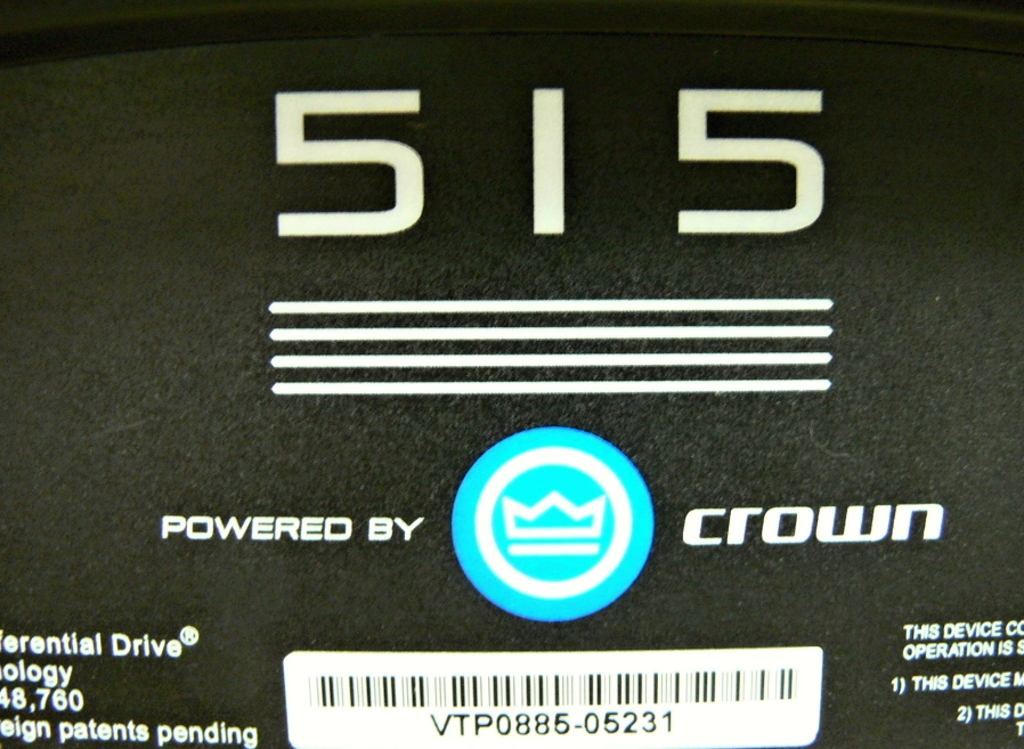 515
POWERED BY crown
ferential Drive®
nology
48,760
reign patents pending
VTP0885-05231
THIS DEVICE CO
OPERATION IS S
1) THIS DEVICE M
2) THIS D
T